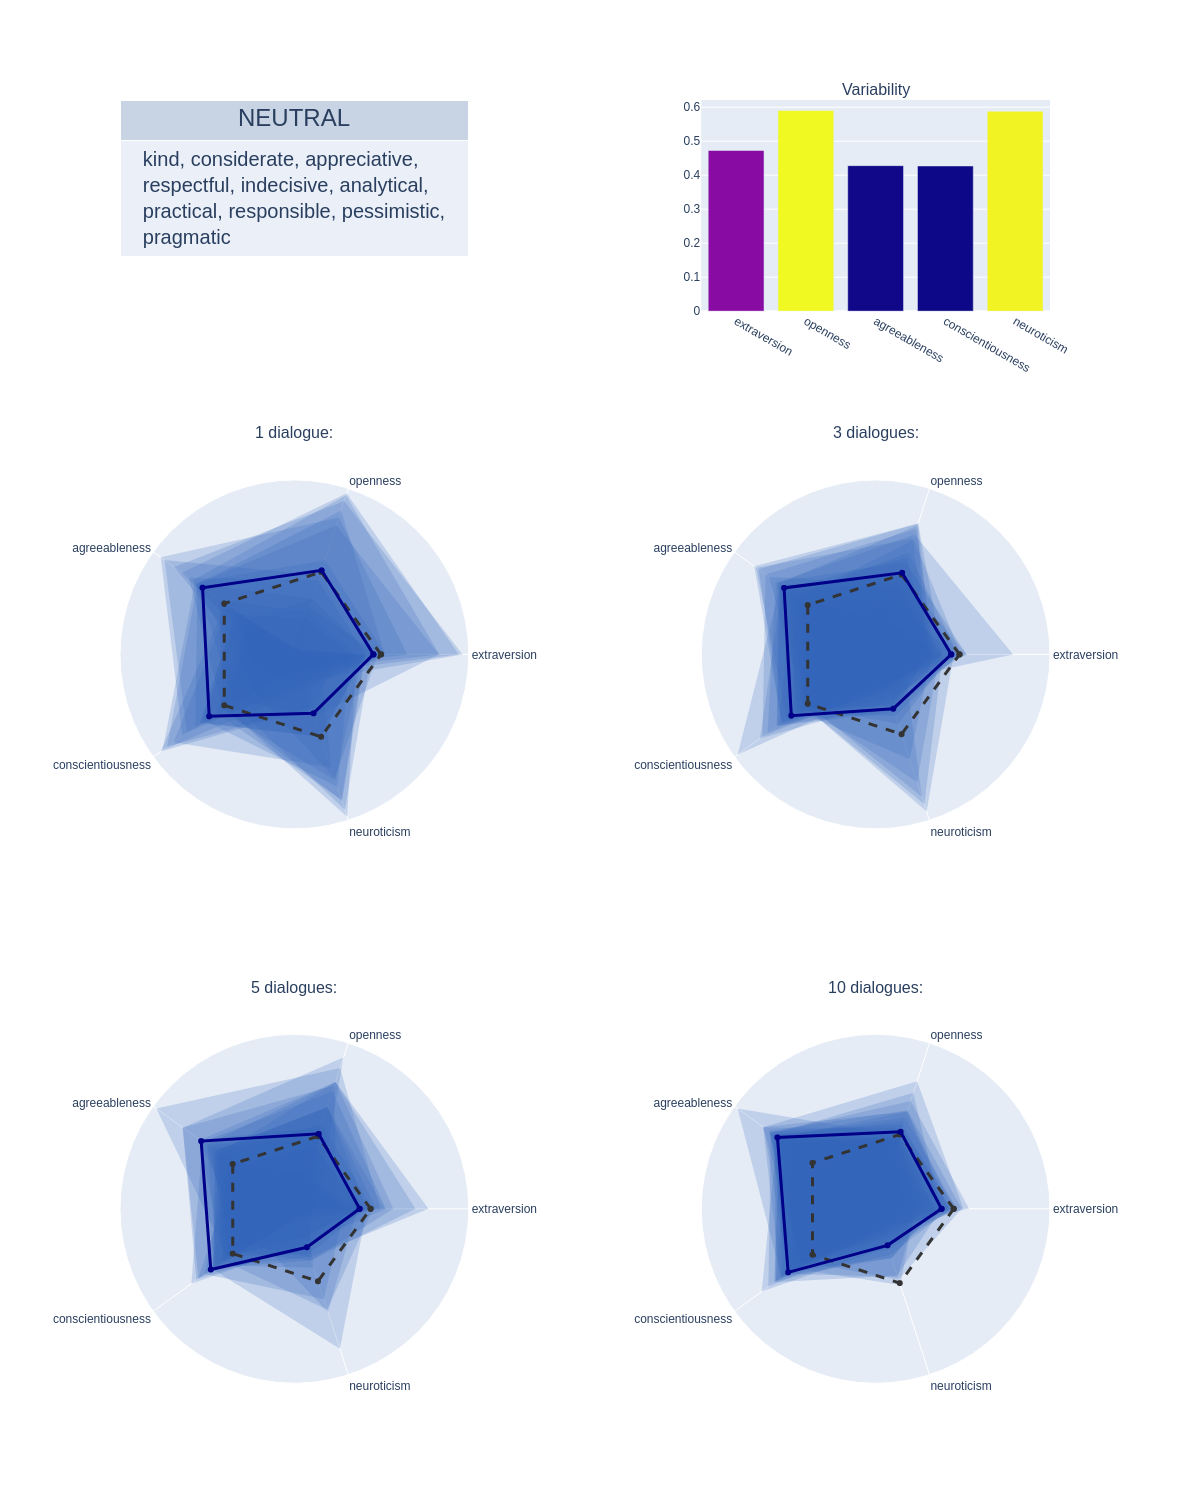 NEUTRAL
kind, considerate, appreciative,
respectful, indecisive, analytical,
practical, responsible, pessimistic,
pragmatic
Variability
0.6
0.5
0.4
0.3
0.2
0.1
0
extraversion
openness
agreeableness
conscientiousness
neuroticism
1 dialogue:
openness
agreeableness
extraversion
conscientiousness
neuroticism
3 dialogues:
openness
agreeableness
extraversion
conscientiousness
neuroticism
5 dialogues:
openness
agreeableness
extraversion
conscientiousness
neuroticism
10 dialogues:
openness
agreeableness
extraversion
conscientiousness
neuroticism